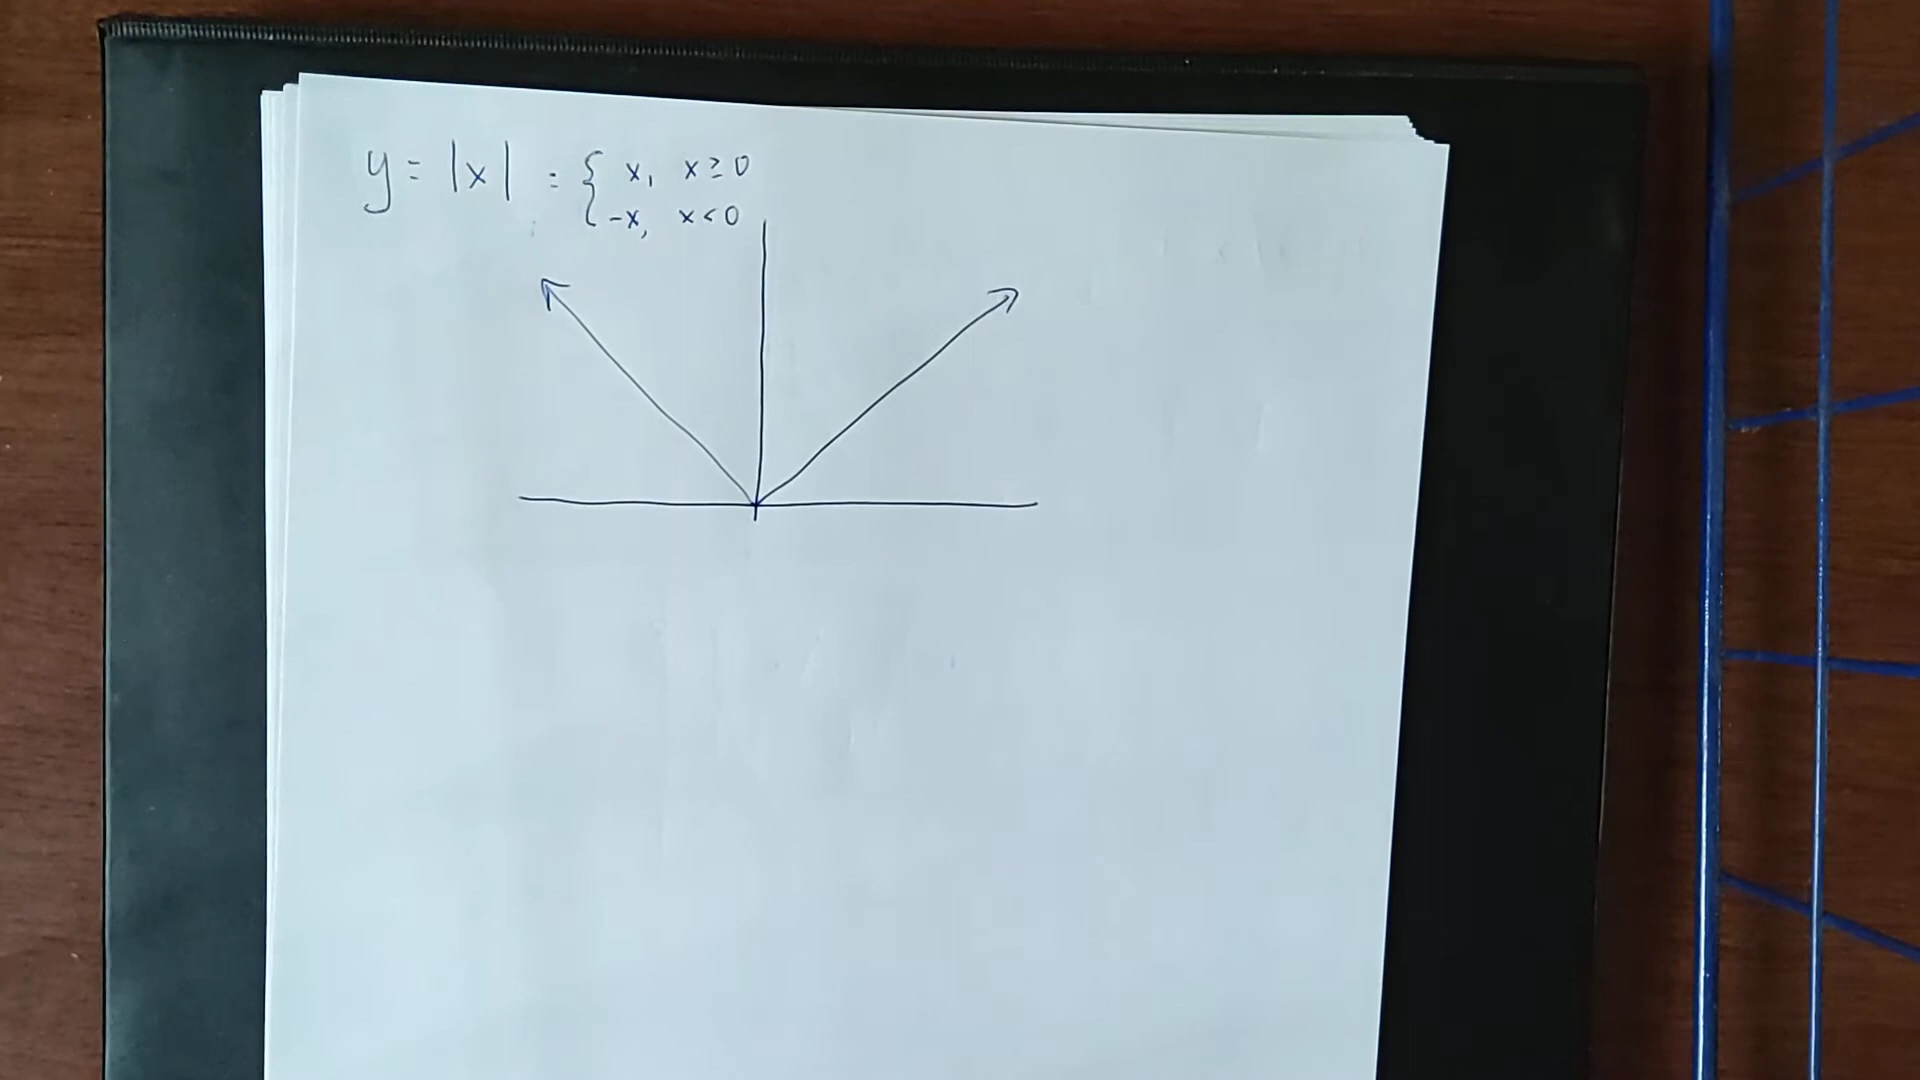 y = |x| = { x, x ≥ 0
-x, x < 0